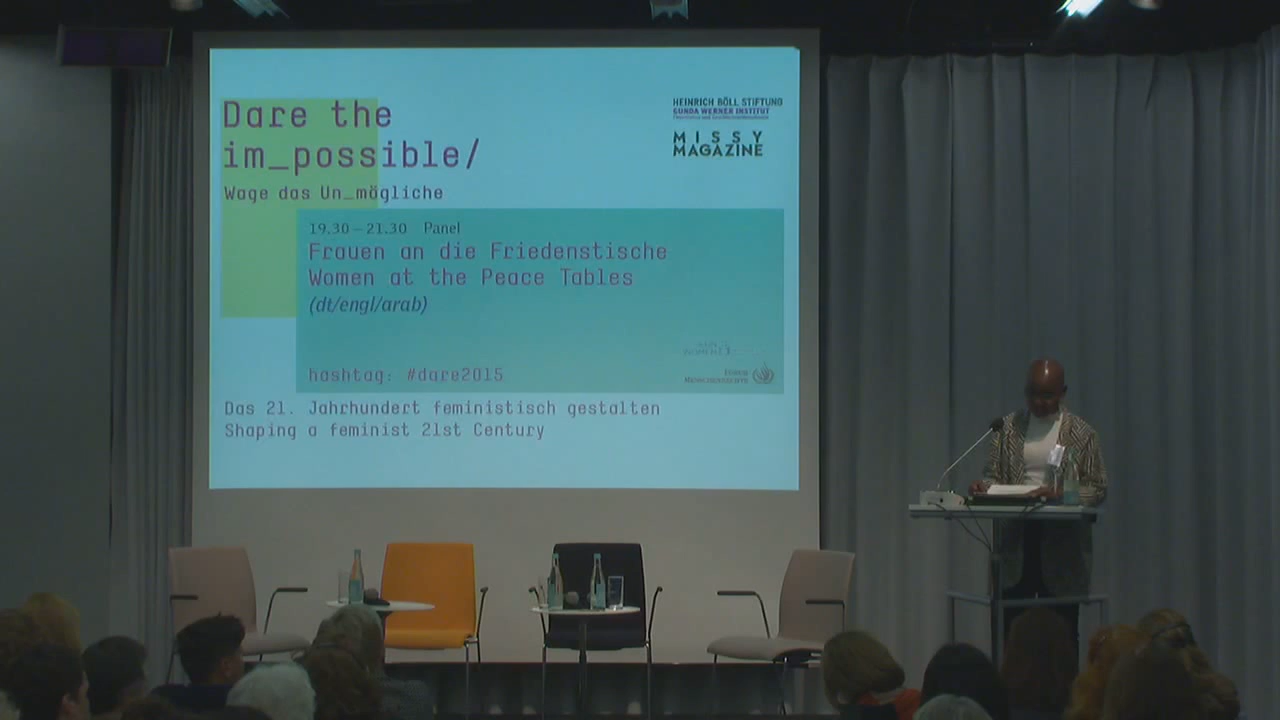 Dare the
im_possible/
Wage das Un_mögliche
HEINRICH BÖLL STIFTUNG
GUNDA WERNER INSTITUT
MISSY
MAGAZINE
19.30 – 21.30 Panel
Frauen an die Friedenstische
Women at the Peace Tables
(dt/engl/arab)
hashtag: #dare2015
Das 21. Jahrhundert feministisch gestalten
Shaping a feminist 21st Century